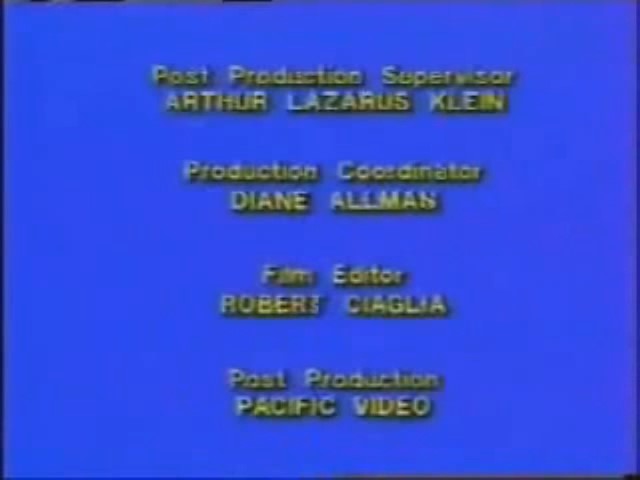 Post Production Supervisor
ARTHUR LAZARUS KLEIN
Production Coordinator
DIANE ALLMAN
Film Editor
ROBERT CIAGLIA
Post Production
PACIFIC VIDEO